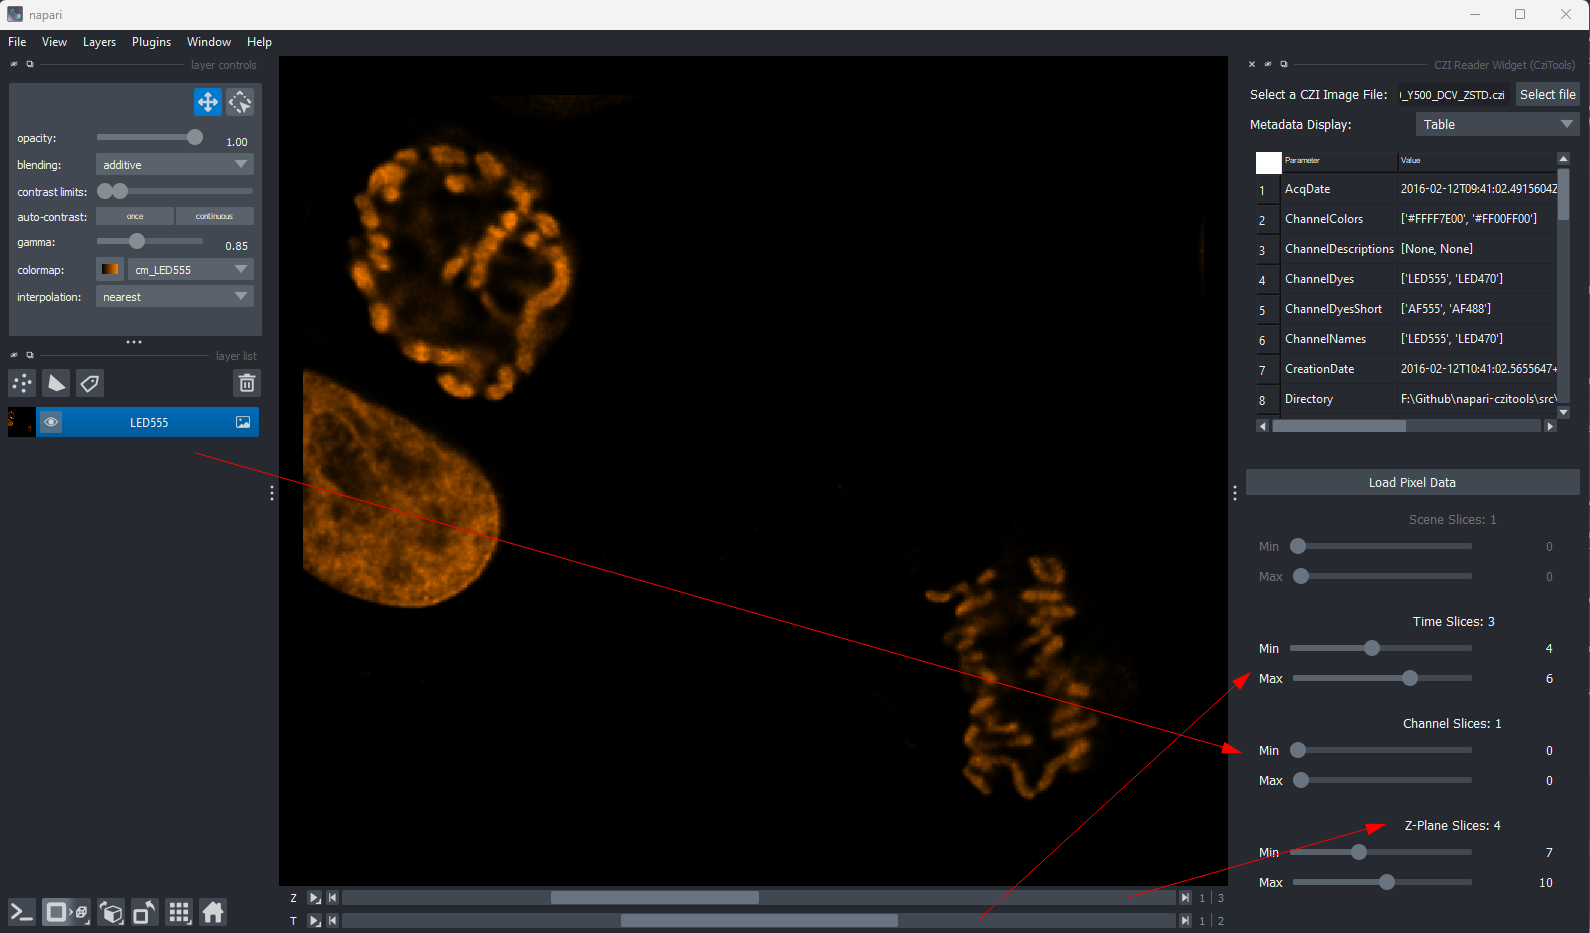 napari
File View Layers Plugins Window Help
layer controls
opacity: 1.00
blending: additive
contrast limits:
auto-contrast: once continuous
gamma: 0.85
colormap: cm_LED555
interpolation: nearest
layer list
LED555
Z 1 | 3
T 1 | 2
CZI Reader Widget (CziTools)
Select a CZI Image File: _Y500_DCV_ZSTD.czi Select file
Metadata Display: Table
Parameter Value
1 AcqDate 2016-02-12T09:41:02.4915604Z
2 ChannelColors ['#FFFF7E00', '#FF00FF00']
3 ChannelDescriptions [None, None]
4 ChannelDyes ['LED555', 'LED470']
5 ChannelDyesShort ['AF555', 'AF488']
6 ChannelNames ['LED555', 'LED470']
7 CreationDate 2016-02-12T10:41:02.5655647+
8 Directory F:\Github\napari-czitools\src\
Load Pixel Data
Scene Slices: 1
Min 0
Max 0
Time Slices: 3
Min 4
Max 6
Channel Slices: 1
Min 0
Max 0
Z-Plane Slices: 4
Min 7
Max 10